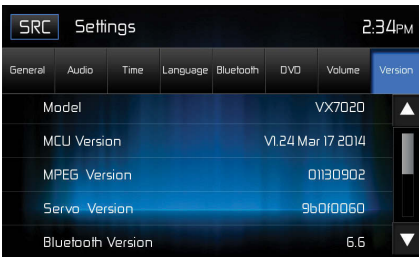 SRC Settings 2:34PM
General Audio Time Language Bluetooth DVD Volume Version
Model VX7020
MCU Version V1.24 Mar 17 2014
MPEG Version 01130902
Servo Version 9b0f0060
Bluetooth Version 6.6